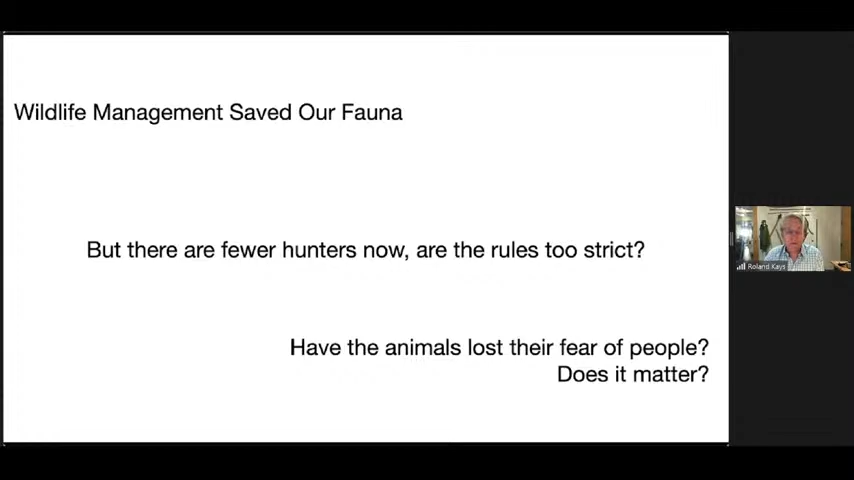 Wildlife Management Saved Our Fauna
But there are fewer hunters now, are the rules too strict?
Have the animals lost their fear of people?
Does it matter?
Roland Kays